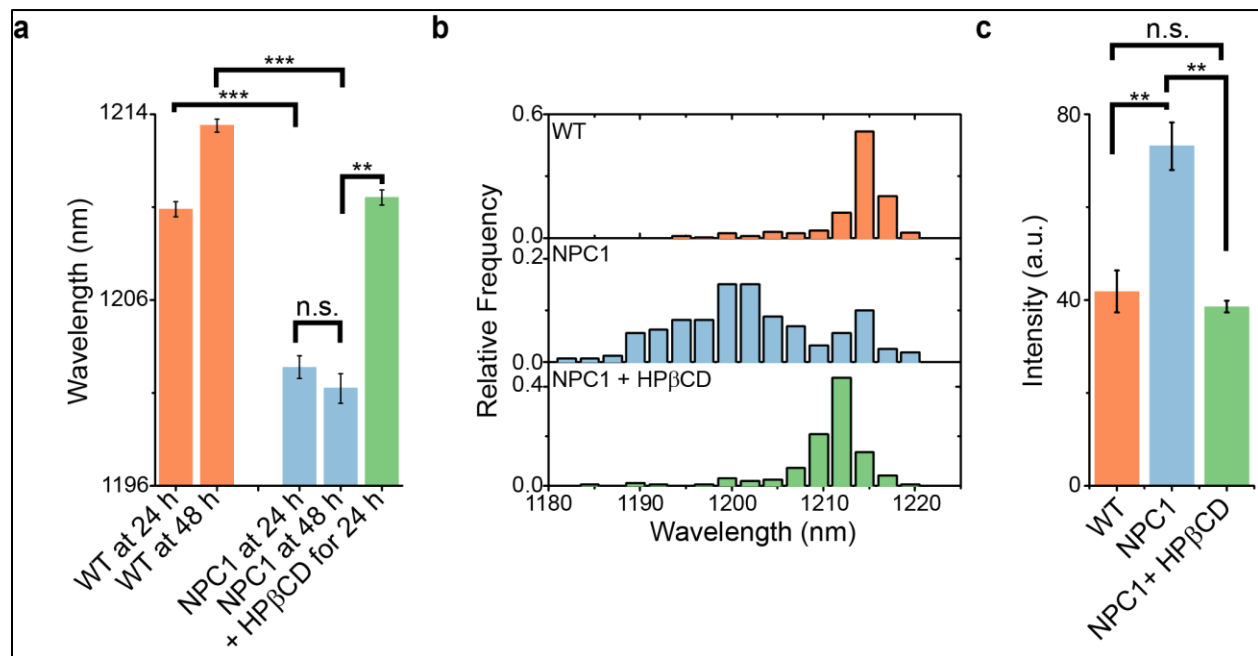 a
***
***
**
n.s.
Wavelength (nm)
1214
1206
1196
WT at 24 h
WT at 48 h
NPC1 at 24 h
NPC1 at 48 h
+ HPβCD for 24 h
b
WT
NPC1
NPC1 + HPβCD
Relative Frequency
0.6
0.0
0.2
0.0
0.4
0.0
1180
1190
1200
1210
1220
Wavelength (nm)
c
n.s.
**
**
Intensity (a.u.)
80
40
0
WT
NPC1
NPC1+ HPβCD